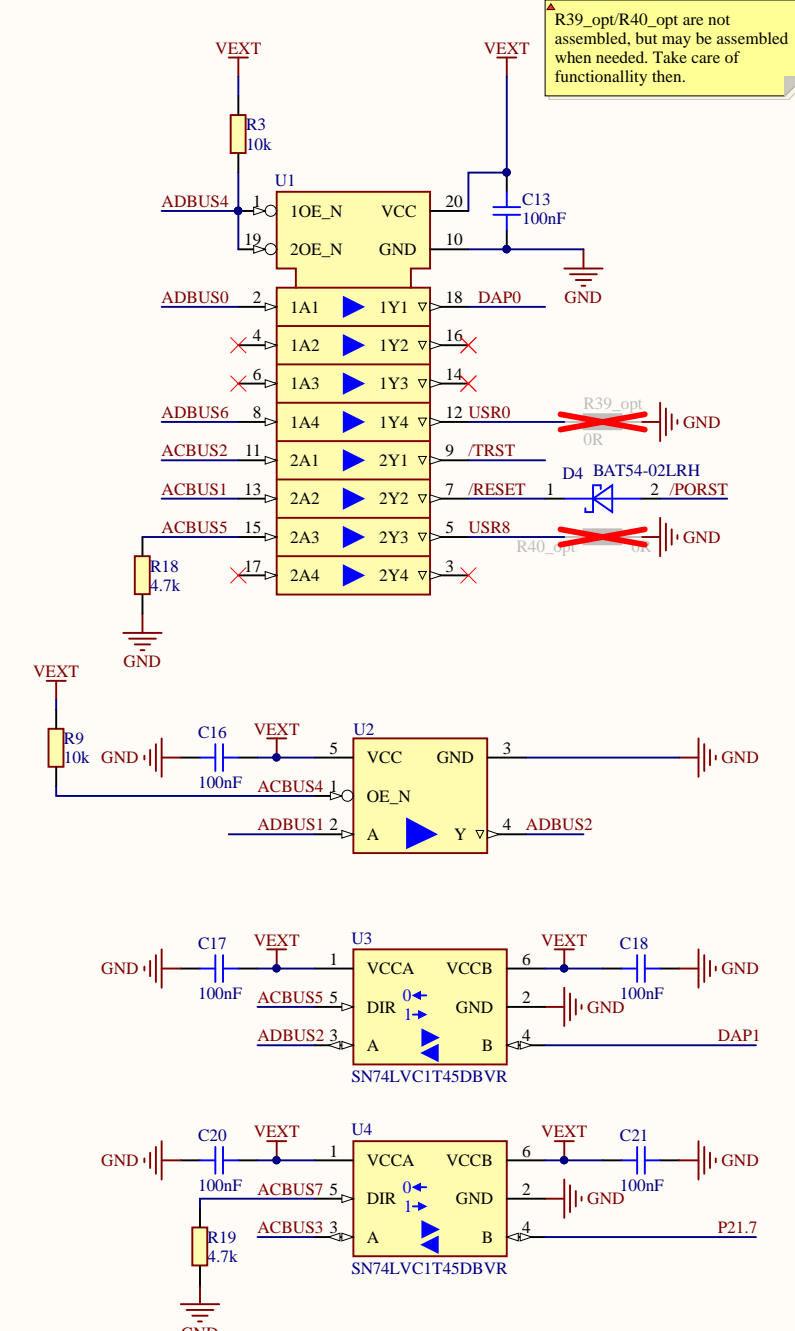 R39_opt/R40_opt are not
assembled, but may be assembled
when needed. Take care of
functionallity then.
VEXT
VEXT
R3
10k
U1
ADBUS4
1
1OE_N
VCC
20
C13
100nF
19
2OE_N
GND
10
GND
ADBUS0
2
1A1
1Y1
18
DAP0
4
1A2
1Y2
16
6
1A3
1Y3
14
R39_opt
ADBUS6
8
1A4
1Y4
12
USR0
GND
0R
ACBUS2
11
2A1
2Y1
9
/TRST
D4
BAT54-02LRH
ACBUS1
13
2A2
2Y2
7
/RESET
1
2
/PORST
ACBUS5
15
2A3
2Y3
5
USR8
GND
R40_opt
0R
R18
4.7k
17
2A4
2Y4
3
GND
VEXT
R9
10k
C16
VEXT
U2
GND
100nF
5
VCC
GND
3
GND
ACBUS4
1
OE_N
ADBUS1
2
A
Y
4
ADBUS2
C17
VEXT
U3
VEXT
C18
GND
100nF
1
VCCA
VCCB
6
100nF
GND
ACBUS5
5
DIR
0
1
GND
2
GND
ADBUS2
3
A
B
4
DAP1
SN74LVC1T45DBVR
C20
VEXT
U4
VEXT
C21
GND
100nF
1
VCCA
VCCB
6
100nF
GND
ACBUS7
5
DIR
0
1
GND
2
GND
R19
4.7k
ACBUS3
3
A
B
4
P21.7
SN74LVC1T45DBVR
GND